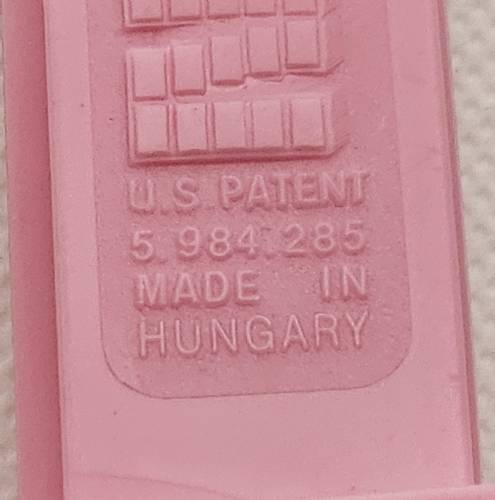 U.S. PATENT
5.984.285
MADE IN
HUNGARY